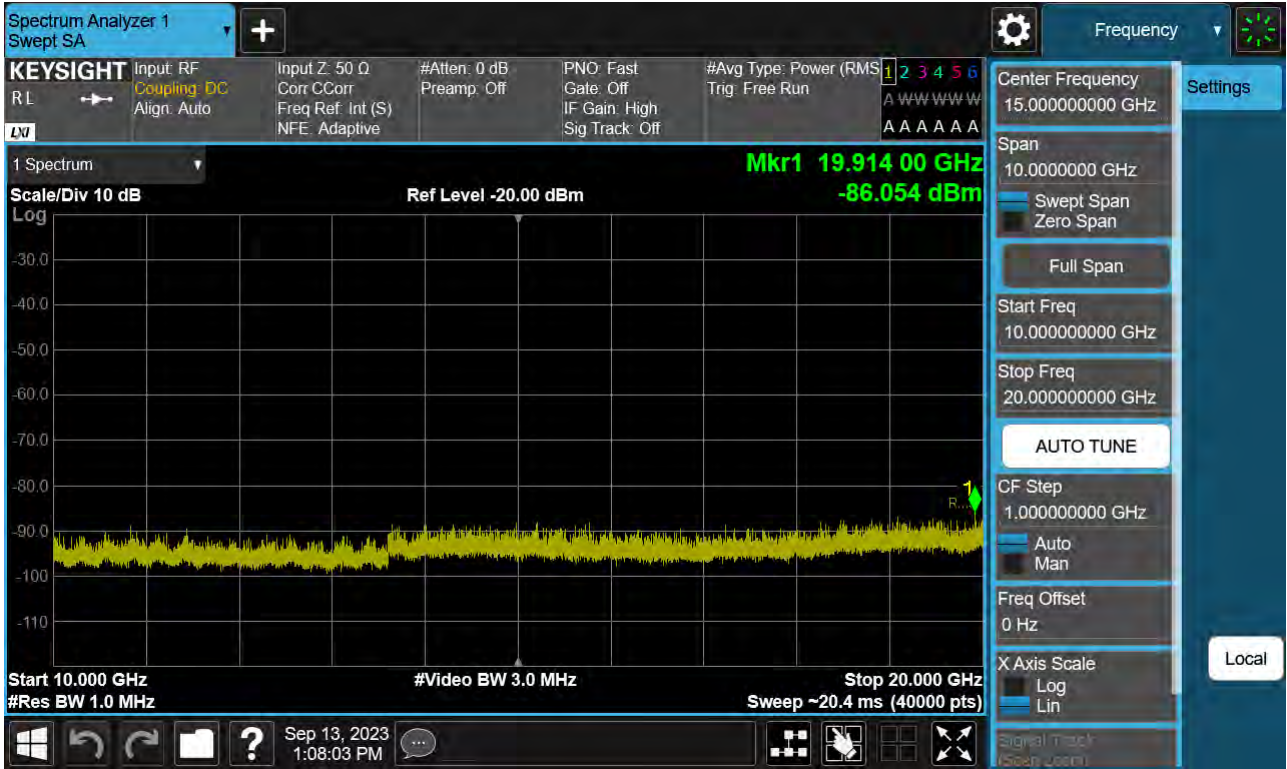 Spectrum Analyzer 1
Swept SA
Frequency
KEYSIGHT
R L
LXI
Input: RF
Coupling: DC
Align: Auto
Input Z: 50 Ω
Corr CCorr
Freq Ref: Int (S)
NFE: Adaptive
#Atten: 0 dB
Preamp: Off
PNO: Fast
Gate: Off
IF Gain: High
Sig Track: Off
#Avg Type: Power (RMS
Trig: Free Run
1 2 3 4 5 6
A W W W W W
A A A A A A
1 Spectrum
Scale/Div 10 dB
Ref Level -20.00 dBm
Mkr1 19.914 00 GHz
-86.054 dBm
Log
-30.0
-40.0
-50.0
-60.0
-70.0
-80.0
-90.0
-100
-110
1
R...
Start 10.000 GHz
#Video BW 3.0 MHz
Stop 20.000 GHz
#Res BW 1.0 MHz
Sweep ~20.4 ms (40000 pts)
Center Frequency
15.000000000 GHz
Span
10.0000000 GHz
Swept Span
Zero Span
Full Span
Start Freq
10.000000000 GHz
Stop Freq
20.000000000 GHz
AUTO TUNE
CF Step
1.000000000 GHz
Auto
Man
Freq Offset
0 Hz
X Axis Scale
Log
Lin
Signal Track
(Span Zoom)
Settings
Local
?
Sep 13, 2023
1:08:03 PM